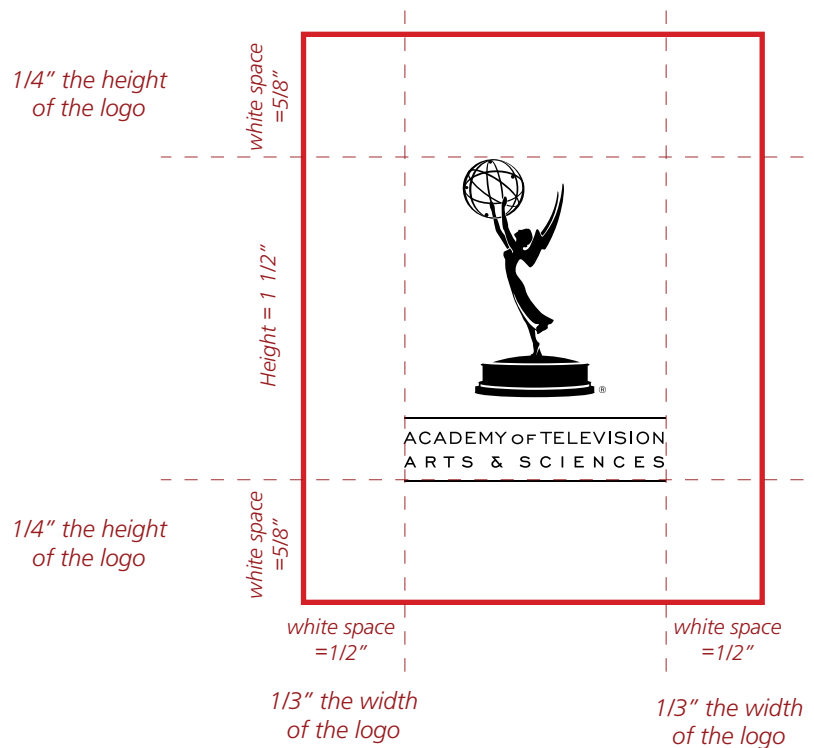 1/4″ the height
of the logo
white space
=5/8″
Height = 1 1/2″
®
ACADEMY OF TELEVISION
ARTS & SCIENCES
1/4″ the height
of the logo
white space
=5/8″
white space
=1/2″
white space
=1/2″
1/3″ the width
of the logo
1/3″ the width
of the logo